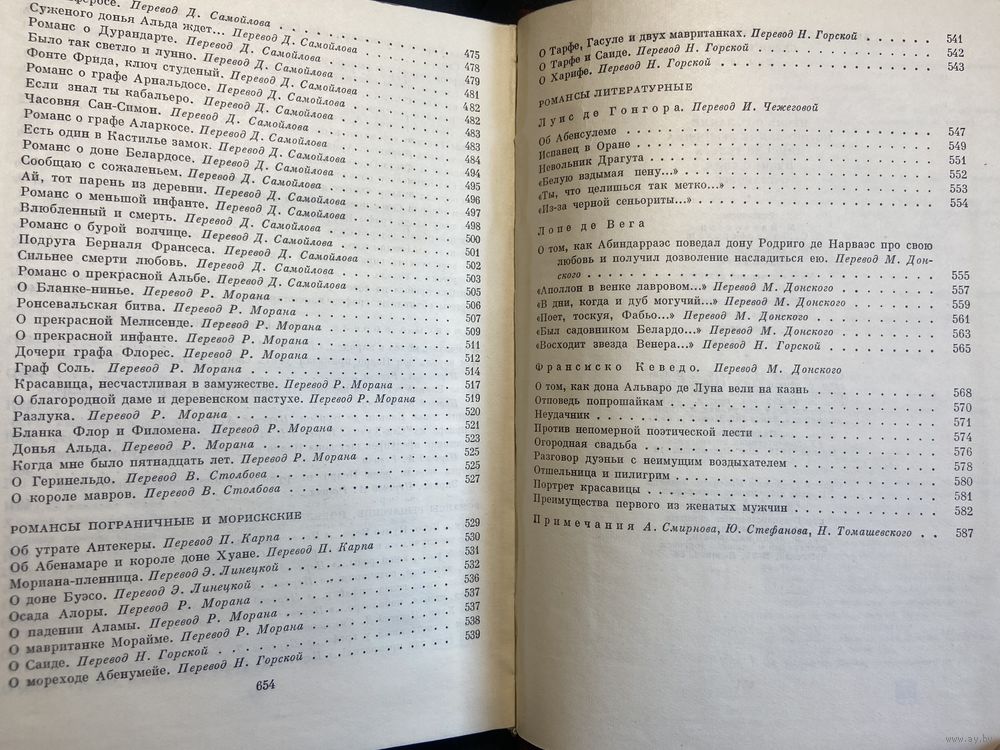 феросе. Перевод Д. Самойлова . . . 475
Суженого донья Альда ждет... Перевод Д. Самойлова . . . 478
Романс о Дурандарте. Перевод Д. Самойлова . . . 479
Было так светло и лунно. Перевод Д. Самойлова . . . 481
Фонте Фрида, ключ студеный. Перевод Д. Самойлова . . . 482
Романс о графе Арнальдосе. Перевод Д. Самойлова . . . 482
Если знал ты кабальеро. Перевод Д. Самойлова . . . 483
Часовня Сан-Симон. Перевод Д. Самойлова . . . 483
Романс о графе Аларкосе. Перевод Д. Самойлова . . . 484
Есть один в Кастилье замок. Перевод Д. Самойлова . . . 494
Романс о доне Белардосе. Перевод Д. Самойлова . . . 495
Сообщаю с сожаленьем. Перевод Д. Самойлова . . . 496
Ай, тот парень из деревни. Перевод Д. Самойлова . . . 497
Романс о меньшой инфанте. Перевод Д. Самойлова . . . 498
Влюбленный и смерть. Перевод Д. Самойлова . . . 500
Романс о бурой волчице. Перевод Д. Самойлова . . . 501
Подруга Берналя Франсеса. Перевод Д. Самойлова . . . 502
Сильнее смерти любовь. Перевод Д. Самойлова . . . 503
Романс о прекрасной Альбе. Перевод Д. Самойлова . . . 505
О Бланке-нинье. Перевод Р. Морана . . . 506
Ронсевальская битва. Перевод Р. Морана . . . 507
О прекрасной Мелисенде. Перевод Р. Морана . . . 509
О прекрасной инфанте. Перевод Р. Морана . . . 511
Дочери графа Флорес. Перевод Р. Морана . . . 512
Граф Соль. Перевод Р. Морана . . . 514
Красавица, несчастливая в замужестве. Перевод Р. Морана . . . 517
О благородной даме и деревенском пастухе. Перевод Р. Морана . . . 519
Разлука. Перевод Р. Морана . . . 520
Бланка Флор и Филомена. Перевод Р. Морана . . . 521
Донья Альда. Перевод Р. Морана . . . 523
Когда мне было пятнадцать лет. Перевод Р. Морана . . . 525
О Геринельдо. Перевод В. Столбова . . . 525
О короле мавров. Перевод В. Столбова . . . 527
РОМАНСЫ ПОГРАНИЧНЫЕ И МОРИСКСКИЕ
Об утрате Антекеры. Перевод П. Карпа . . . 529
Об Абенамаре и короле доне Хуане. Перевод П. Карпа . . . 530
Мориана-пленница. Перевод Э. Линецкой . . . 531
О доне Буэсо. Перевод Э. Линецкой . . . 532
Осада Алоры. Перевод Р. Морана . . . 536
О падении Аламы. Перевод Р. Морана . . . 537
О мавританке Морайме. Перевод Р. Морана . . . 537
О Саиде. Перевод Н. Горской . . . 538
О мореходе Абенумейе. Перевод Н. Горской . . . 539
654
О Тарфе, Гасуле и двух мавританках. Перевод Н. Горской . . . 541
О Тарфе и Саиде. Перевод Н. Горской . . . 542
О Харифе. Перевод Н. Горской . . . 543
РОМАНСЫ ЛИТЕРАТУРНЫЕ
Луис де Гонгора. Перевод И. Чежеговой
Об Абенсулеме . . . 547
Испанец в Оране . . . 549
Невольник Драгута . . . 551
«Белую вздымая пену...» . . . 552
«Ты, что целишься так метко...» . . . 553
«Из-за черной сеньориты...» . . . 554
Лопе де Вега
О том, как Абиндарраэс поведал дону Родриго де Нарваэс про свою
любовь и получил дозволение насладиться ею. Перевод М. Дон-
ского . . . 555
«Аполлон в венке лавровом...» Перевод М. Донского . . . 557
«В дни, когда и дуб могучий...» Перевод М. Донского . . . 559
«Поет, тоскуя, Фабьо...» Перевод М. Донского . . . 561
«Был садовником Белардо...» Перевод М. Донского . . . 563
«Восходит звезда Венера...» Перевод Н. Горской . . . 565
Франсиско Кеведо. Перевод М. Донского
О том, как дона Альваро де Луна вели на казнь . . . 568
Отповедь попрошайкам . . . 570
Неудачник . . . 571
Против непомерной поэтической лести . . . 574
Огородная свадьба . . . 576
Разговор дуэньи с неимущим воздыхателем . . . 578
Отшельница и пилигрим . . . 580
Портрет красавицы . . . 581
Преимущества первого из женатых мужчин . . . 582
Примечания А. Смирнова, Ю. Стефанова, Н. Томашевского . . 587
www.ay.by